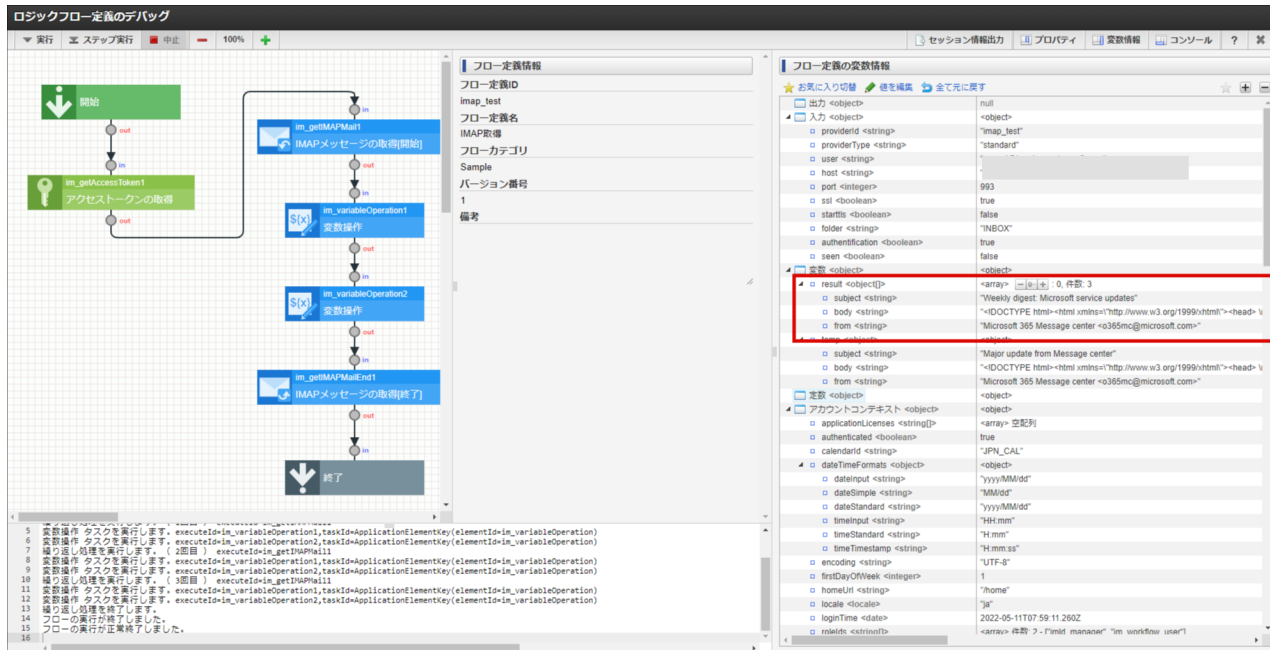 ロジックフロー定義のデバッグ
実行 ステップ実行 中止 100% セッション情報出力 プロパティ 変数情報 コンソール ?
開始
out
in
im_getAccessToken1
アクセストークンの取得
out
in
im_getIMAPMail1
IMAPメッセージの取得[開始]
out
in
im_variableOperation1
変数操作
out
in
im_variableOperation2
変数操作
out
in
im_getIMAPMailEnd1
IMAPメッセージの取得[終了]
out
in
終了
フロー定義情報
フロー定義ID
imap_test
フロー定義名
IMAP取得
フローカテゴリ
Sample
バージョン番号
1
備考
フロー定義の変数情報
お気に入り切替 値を編集 全て元に戻す
出力 <object> null
入力 <object> <object>
providerId <string> "imap_test"
providerType <string> "standard"
user <string>
host <string>
port <integer> 993
ssl <boolean> true
starttls <boolean> false
folder <string> "INBOX"
authentification <boolean> true
seen <boolean> false
変数 <object> <object>
result <object[]> <array> : 0, 件数: 3
subject <string> "Weekly digest: Microsoft service updates"
body <string> "<!DOCTYPE html><html xmlns=\"http://www.w3.org/1999/xhtml\"><head> \
from <string> "Microsoft 365 Message center <o365mc@microsoft.com>"
temp <object> <object>
subject <string> "Major update from Message center"
body <string> "<!DOCTYPE html><html xmlns=\"http://www.w3.org/1999/xhtml\"><head> \
from <string> "Microsoft 365 Message center <o365mc@microsoft.com>"
定数 <object> <object>
アカウントコンテキスト <object> <object>
applicationLicenses <string[]> <array> 空配列
authenticated <boolean> true
calendarId <string> "JPN_CAL"
dateTimeFormats <object> <object>
dateInput <string> "yyyy/MM/dd"
dateSimple <string> "MM/dd"
dateStandard <string> "yyyy/MM/dd"
timeInput <string> "HH:mm"
timeStandard <string> "H:mm"
timeTimestamp <string> "H:mm:ss"
encoding <string> "UTF-8"
firstDayOfWeek <integer> 1
homeUrl <string> "/home"
locale <locale> "ja"
loginTime <date> 2022-05-11T07:59:11.260Z
roleIds <string[]> <array> 件数: 2 - ["imld_manager", "im_workflow_user"]
5 変数操作 タスクを実行します。executeId=im_variableOperation1,taskId=ApplicationElementKey(elementId=im_variableOperation)
6 変数操作 タスクを実行します。executeId=im_variableOperation2,taskId=ApplicationElementKey(elementId=im_variableOperation)
7 繰り返し処理を実行します。 ( 2回目 ) executeId=im_getIMAPMail1
8 変数操作 タスクを実行します。executeId=im_variableOperation1,taskId=ApplicationElementKey(elementId=im_variableOperation)
9 変数操作 タスクを実行します。executeId=im_variableOperation2,taskId=ApplicationElementKey(elementId=im_variableOperation)
10 繰り返し処理を実行します。 ( 3回目 ) executeId=im_getIMAPMail1
11 変数操作 タスクを実行します。executeId=im_variableOperation1,taskId=ApplicationElementKey(elementId=im_variableOperation)
12 変数操作 タスクを実行します。executeId=im_variableOperation2,taskId=ApplicationElementKey(elementId=im_variableOperation)
13 繰り返し処理を終了します。
14 フローの実行が終了しました。
15 フローの実行が正常終了しました。
16